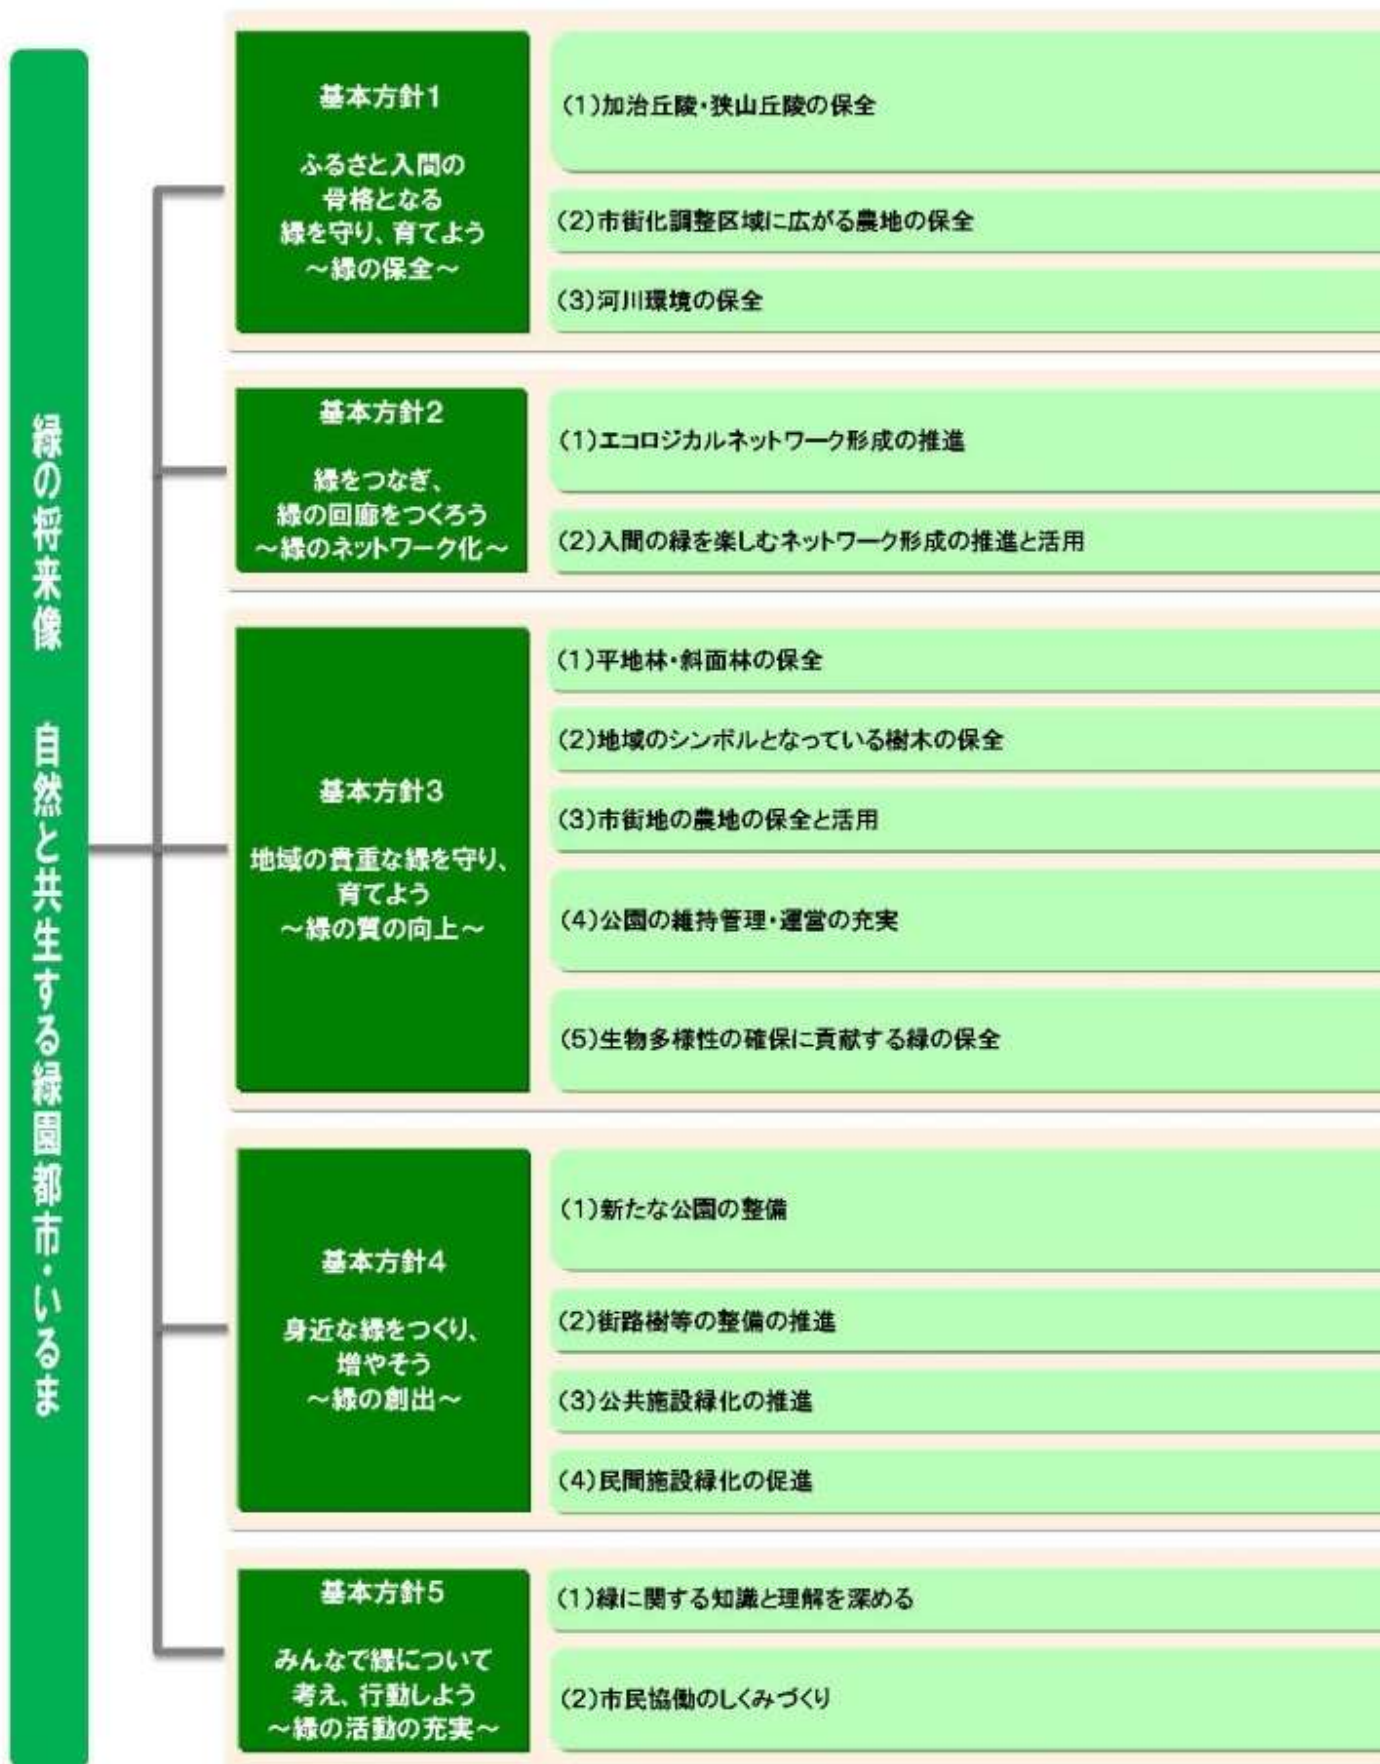 緑の将来像　自然と共生する緑園都市・いるま
基本方針1
ふるさと入間の
骨格となる
緑を守り、育てよう
～緑の保全～
(1)加治丘陵・狭山丘陵の保全
(2)市街化調整区域に広がる農地の保全
(3)河川環境の保全
基本方針2
緑をつなぎ、
緑の回廊をつくろう
～緑のネットワーク化～
(1)エコロジカルネットワーク形成の推進
(2)入間の緑を楽しむネットワーク形成の推進と活用
基本方針3
地域の貴重な緑を守り、
育てよう
～緑の質の向上～
(1)平地林・斜面林の保全
(2)地域のシンボルとなっている樹木の保全
(3)市街地の農地の保全と活用
(4)公園の維持管理・運営の充実
(5)生物多様性の確保に貢献する緑の保全
基本方針4
身近な緑をつくり、
増やそう
～緑の創出～
(1)新たな公園の整備
(2)街路樹等の整備の推進
(3)公共施設緑化の推進
(4)民間施設緑化の促進
基本方針5
みんなで緑について
考え、行動しよう
～緑の活動の充実～
(1)緑に関する知識と理解を深める
(2)市民協働のしくみづくり